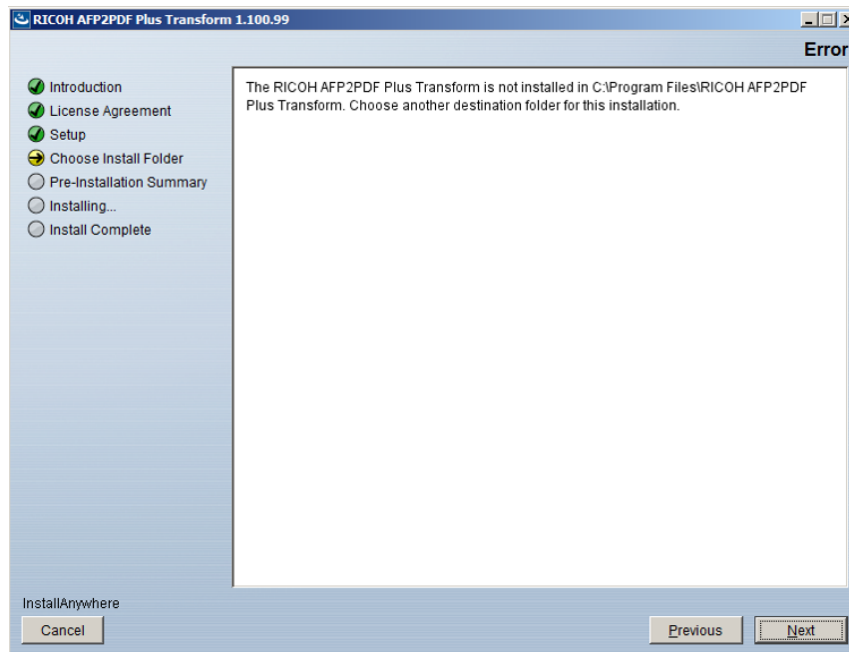 RICOH AFP2PDF Plus Transform 1.100.99
Error
Introduction
License Agreement
Setup
Choose Install Folder
Pre-Installation Summary
Installing...
Install Complete
The RICOH AFP2PDF Plus Transform is not installed in C:\Program Files\RICOH AFP2PDF
Plus Transform. Choose another destination folder for this installation.
InstallAnywhere
Cancel
Previous
Next